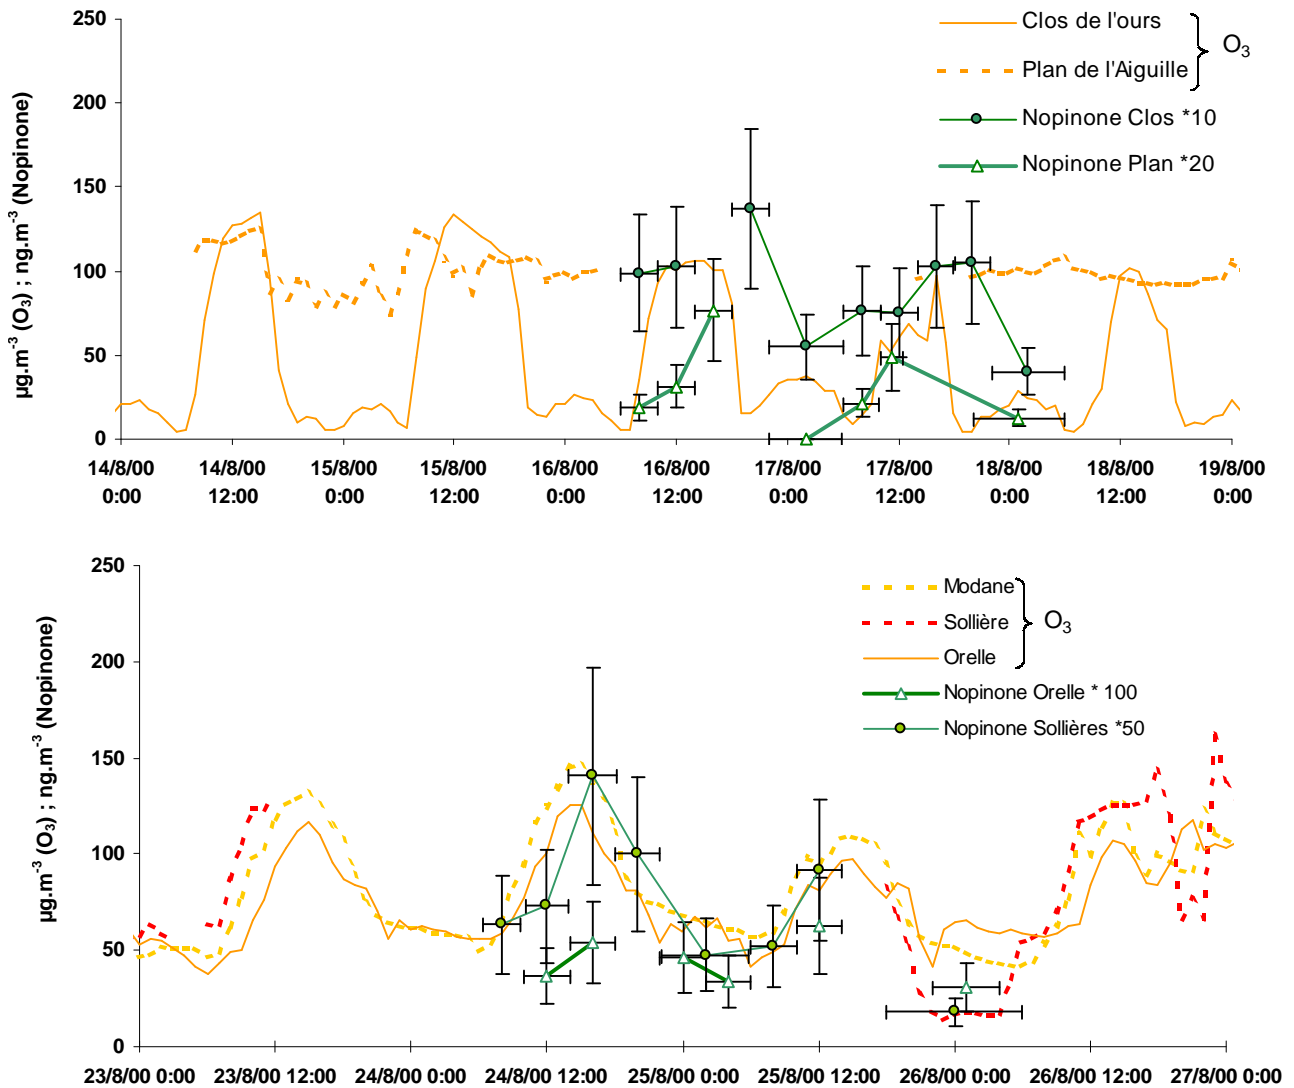 250
200
150
100
50
0
µg.m-3 (O3) ; ng.m-3 (Nopinone)
Clos de l'ours
Plan de l'Aiguille
O3
Nopinone Clos *10
Nopinone Plan *20
14/8/00 14/8/00 15/8/00 15/8/00 16/8/00 16/8/00 17/8/00 17/8/00 18/8/00 18/8/00 19/8/00
0:00 12:00 0:00 12:00 0:00 12:00 0:00 12:00 0:00 12:00 0:00
250
200
150
100
50
0
µg.m-3 (O3) ; ng.m-3 (Nopinone)
Modane
Sollière
O3
Orelle
Nopinone Orelle * 100
Nopinone Sollières *50
23/8/00 0:00 23/8/00 12:00 24/8/00 0:00 24/8/00 12:00 25/8/00 0:00 25/8/00 12:00 26/8/00 0:00 26/8/00 12:00 27/8/00 0:00